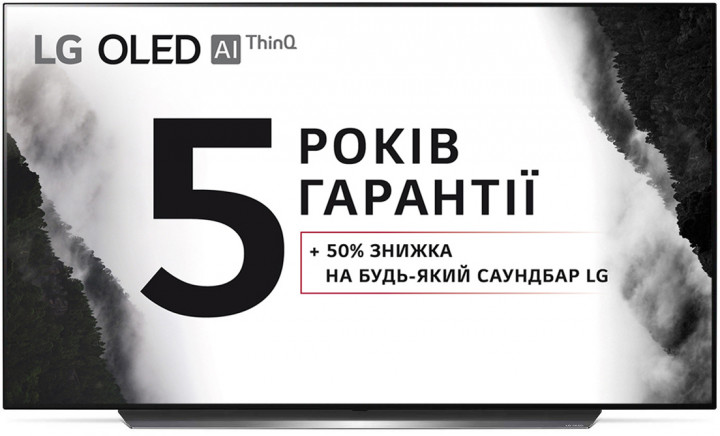 LG OLED AI ThinQ
5 РОКІВ
ГАРАНТІЇ
+ 50% ЗНИЖКА
НА БУДЬ-ЯКИЙ САУНДБАР LG